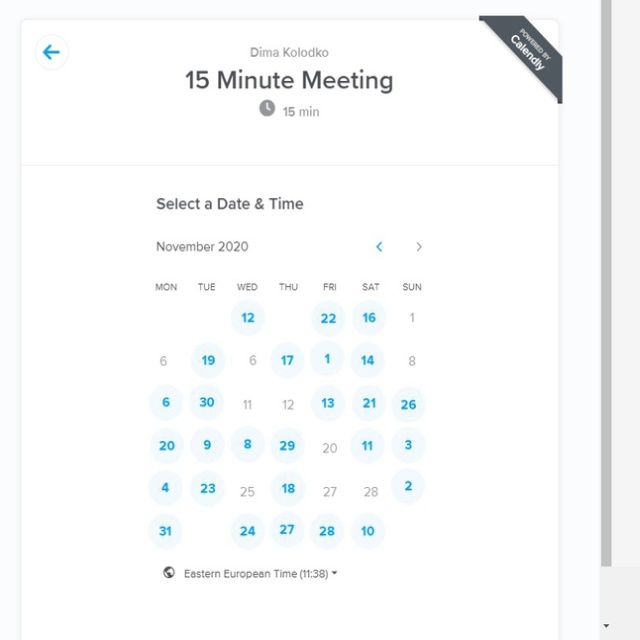 POWERED BY
Calendly
Dima Kolodko
15 Minute Meeting
15 min
Select a Date & Time
November 2020
MON TUE WED THU FRI SAT SUN
12 22 16 1
6 19 6 17 1 14 8
6 30 11 12 13 21 26
20 9 8 29 20 11 3
4 23 25 18 27 28 2
31 24 27 28 10
Eastern European Time (11:38)